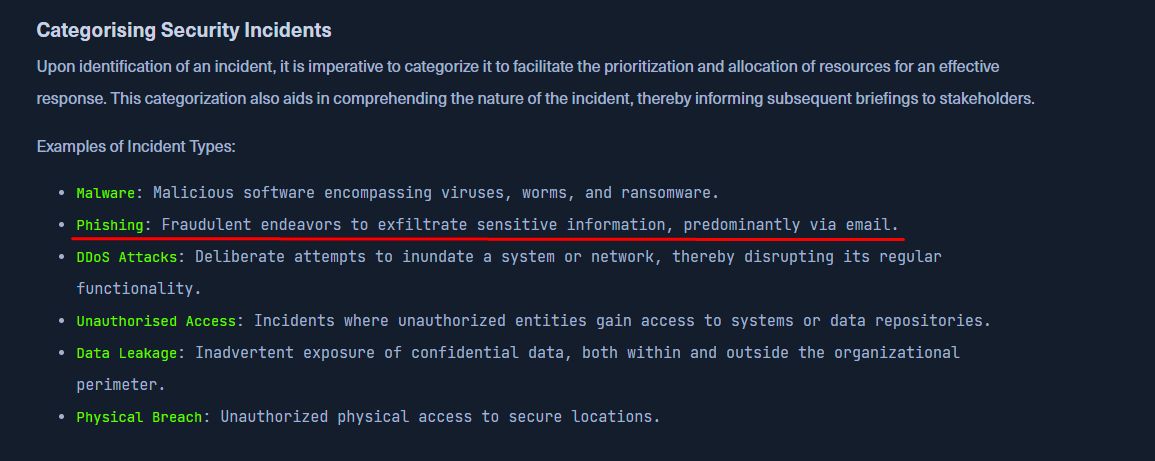 Categorising Security Incidents
Upon identification of an incident, it is imperative to categorize it to facilitate the prioritization and allocation of resources for an effective
response. This categorization also aids in comprehending the nature of the incident, thereby informing subsequent briefings to stakeholders.
Examples of Incident Types:
• Malware: Malicious software encompassing viruses, worms, and ransomware.
• Phishing: Fraudulent endeavors to exfiltrate sensitive information, predominantly via email.
• DDoS Attacks: Deliberate attempts to inundate a system or network, thereby disrupting its regular
functionality.
• Unauthorised Access: Incidents where unauthorized entities gain access to systems or data repositories.
• Data Leakage: Inadvertent exposure of confidential data, both within and outside the organizational
perimeter.
• Physical Breach: Unauthorized physical access to secure locations.